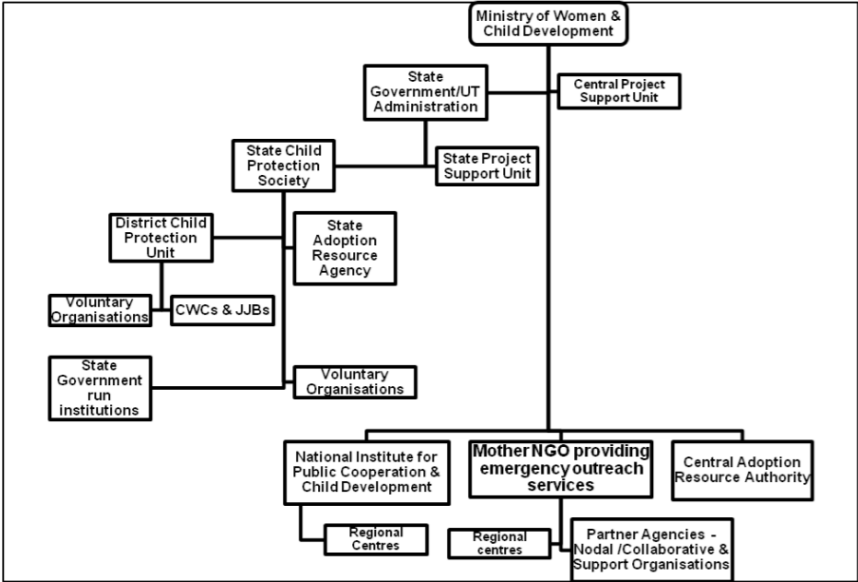 Ministry of Women &
Child Development
State
Government/UT
Administration
Central Project
Support Unit
State Child
Protection
Society
State Project
Support Unit
District Child
Protection
Unit
State
Adoption
Resource
Agency
Voluntary
Organisations
CWCs & JJBs
State
Government
run
institutions
Voluntary
Organisations
National Institute for
Public Cooperation &
Child Development
Mother NGO providing
emergency outreach
services
Central Adoption
Resource Authority
Regional
Centres
Regional
centres
Partner Agencies -
Nodal /Collaborative &
Support Organisations